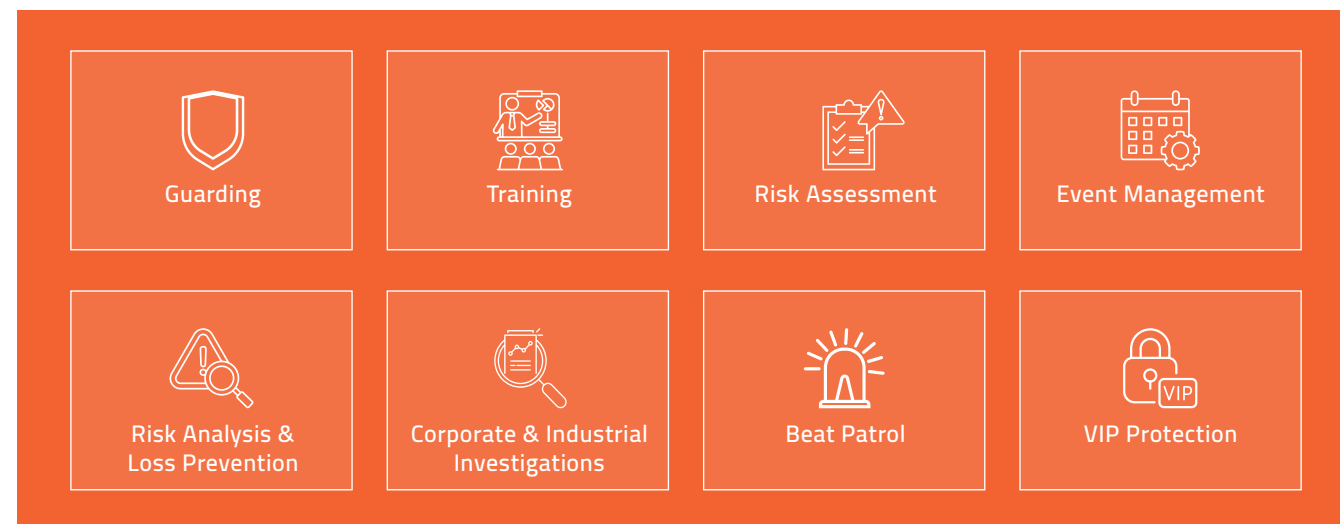 Guarding
Training
Risk Assessment
Event Management
Risk Analysis &
Loss Prevention
Corporate & Industrial
Investigations
Beat Patrol
VIP
VIP Protection